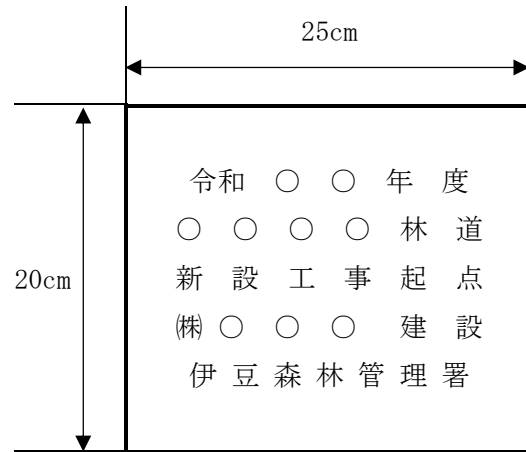 25cm
令和 ○ ○ 年 度
○ ○ ○ ○ 林 道
20cm
新 設 工 事 起 点
㈱ ○ ○ ○ 建 設
伊 豆 森 林 管 理 署